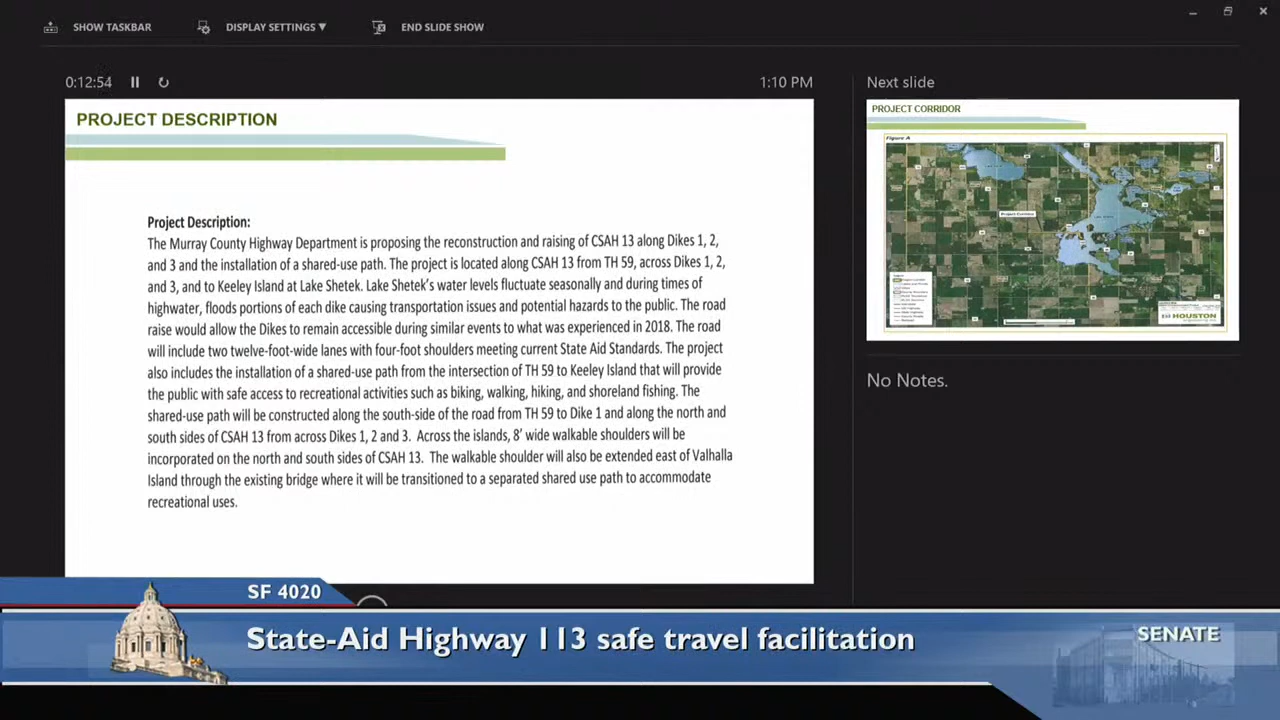 SHOW TASKBAR
DISPLAY SETTINGS ▼
END SLIDE SHOW
0:12:54
1:10 PM
PROJECT DESCRIPTION
Project Description:
The Murray County Highway Department is proposing the reconstruction and raising of CSAH 13 along Dikes 1, 2,
and 3 and the installation of a shared-use path. The project is located along CSAH 13 from TH 59, across Dikes 1, 2,
and 3, and to Keeley Island at Lake Shetek. Lake Shetek's water levels fluctuate seasonally and during times of
highwater, floods portions of each dike causing transportation issues and potential hazards to the public. The road
raise would allow the Dikes to remain accessible during similar events to what was experienced in 2018. The road
will include two twelve-foot-wide lanes with four-foot shoulders meeting current State Aid Standards. The project
also includes the installation of a shared-use path from the intersection of TH 59 to Keeley Island that will provide
the public with safe access to recreational activities such as biking, walking, hiking, and shoreland fishing. The
shared-use path will be constructed along the south-side of the road from TH 59 to Dike 1 and along the north and
south sides of CSAH 13 from across Dikes 1, 2 and 3. Across the islands, 8' wide walkable shoulders will be
incorporated on the north and south sides of CSAH 13. The walkable shoulder will also be extended east of Valhalla
Island through the existing bridge where it will be transitioned to a separated shared use path to accommodate
recreational uses.
Next slide
PROJECT CORRIDOR
Figure A
Project Corridor
HOUSTON
No Notes.
SF 4020
State-Aid Highway 113 safe travel facilitation
SENATE